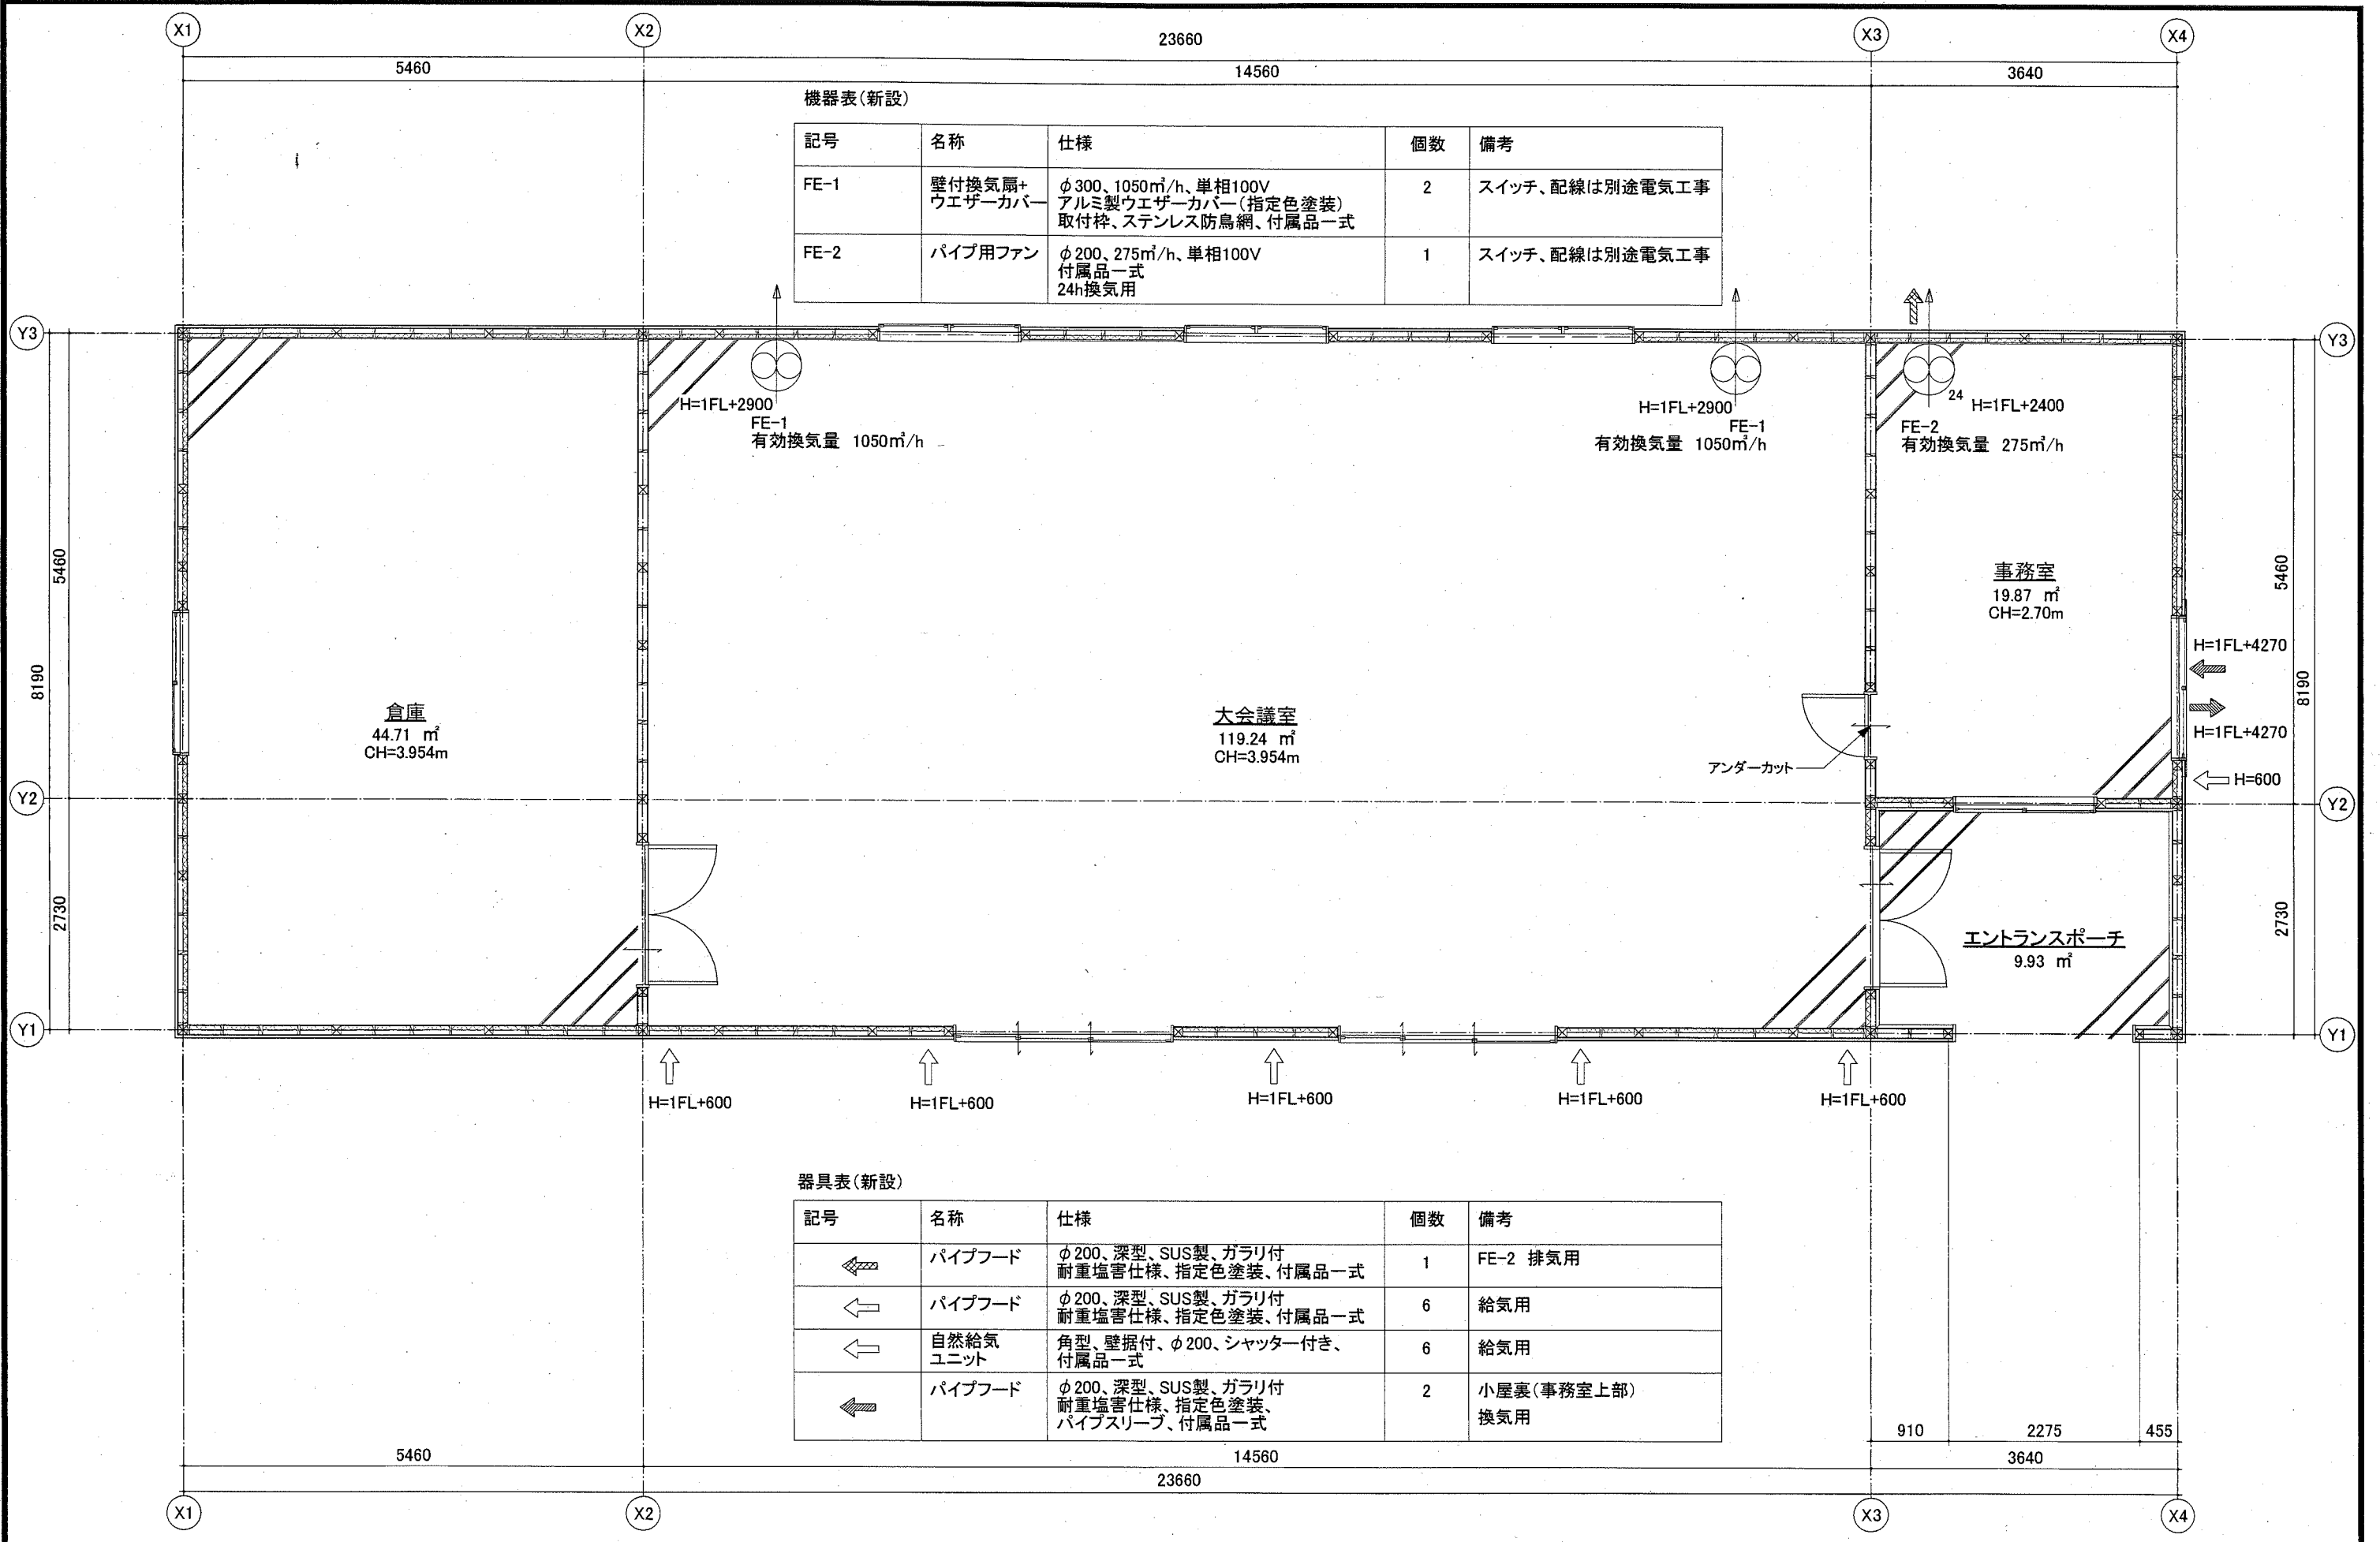 X1 X2 X3 X4
23660
5460 14560 3640
機器表(新設)
記号 名称 仕様 個数 備考
FE-1 壁付換気扇+ φ300、1050㎥/h、単相100V 2 スイッチ、配線は別途電気工事
ウエザーカバー アルミ製ウエザーカバー(指定色塗装)
取付枠、ステンレス防鳥網、付属品一式
FE-2 パイプ用ファン φ200、275㎥/h、単相100V 1 スイッチ、配線は別途電気工事
付属品一式
24h換気用
Y3 Y3
H=1FL+2900
FE-1
有効換気量 1050㎥/h
H=1FL+2900
FE-1
有効換気量 1050㎥/h
24
H=1FL+2400
FE-2
有効換気量 275㎥/h
5460
8190
2730
倉庫
44.71 ㎡
CH=3.954m
大会議室
119.24 ㎡
CH=3.954m
事務室
19.87 ㎡
CH=2.70m
アンダーカット
H=1FL+4270
H=1FL+4270
H=600
5460
8190
2730
Y2 Y2
エントランスポーチ
9.93 ㎡
Y1 Y1
H=1FL+600 H=1FL+600 H=1FL+600 H=1FL+600 H=1FL+600
器具表(新設)
記号 名称 仕様 個数 備考
パイプフード φ200、深型、SUS製、ガラリ付 1 FE-2 排気用
耐重塩害仕様、指定色塗装、付属品一式
パイプフード φ200、深型、SUS製、ガラリ付 6 給気用
耐重塩害仕様、指定色塗装、付属品一式
自然給気 角型、壁据付、φ200、シャッター付き、 6 給気用
ユニット 付属品一式
パイプフード φ200、深型、SUS製、ガラリ付 2 小屋裏(事務室上部)
耐重塩害仕様、指定色塗装、 換気用
パイプスリーブ、付属品一式
910 2275 455
5460 14560 3640
23660
X1 X2 X3 X4